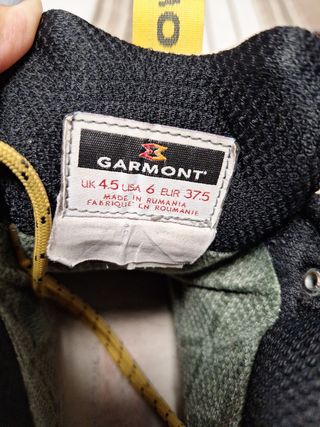 GARMONT
UK 4.5 USA 6 EUR 37.5
MADE IN RUMANIA
FABRIQUE EN ROUMANIE